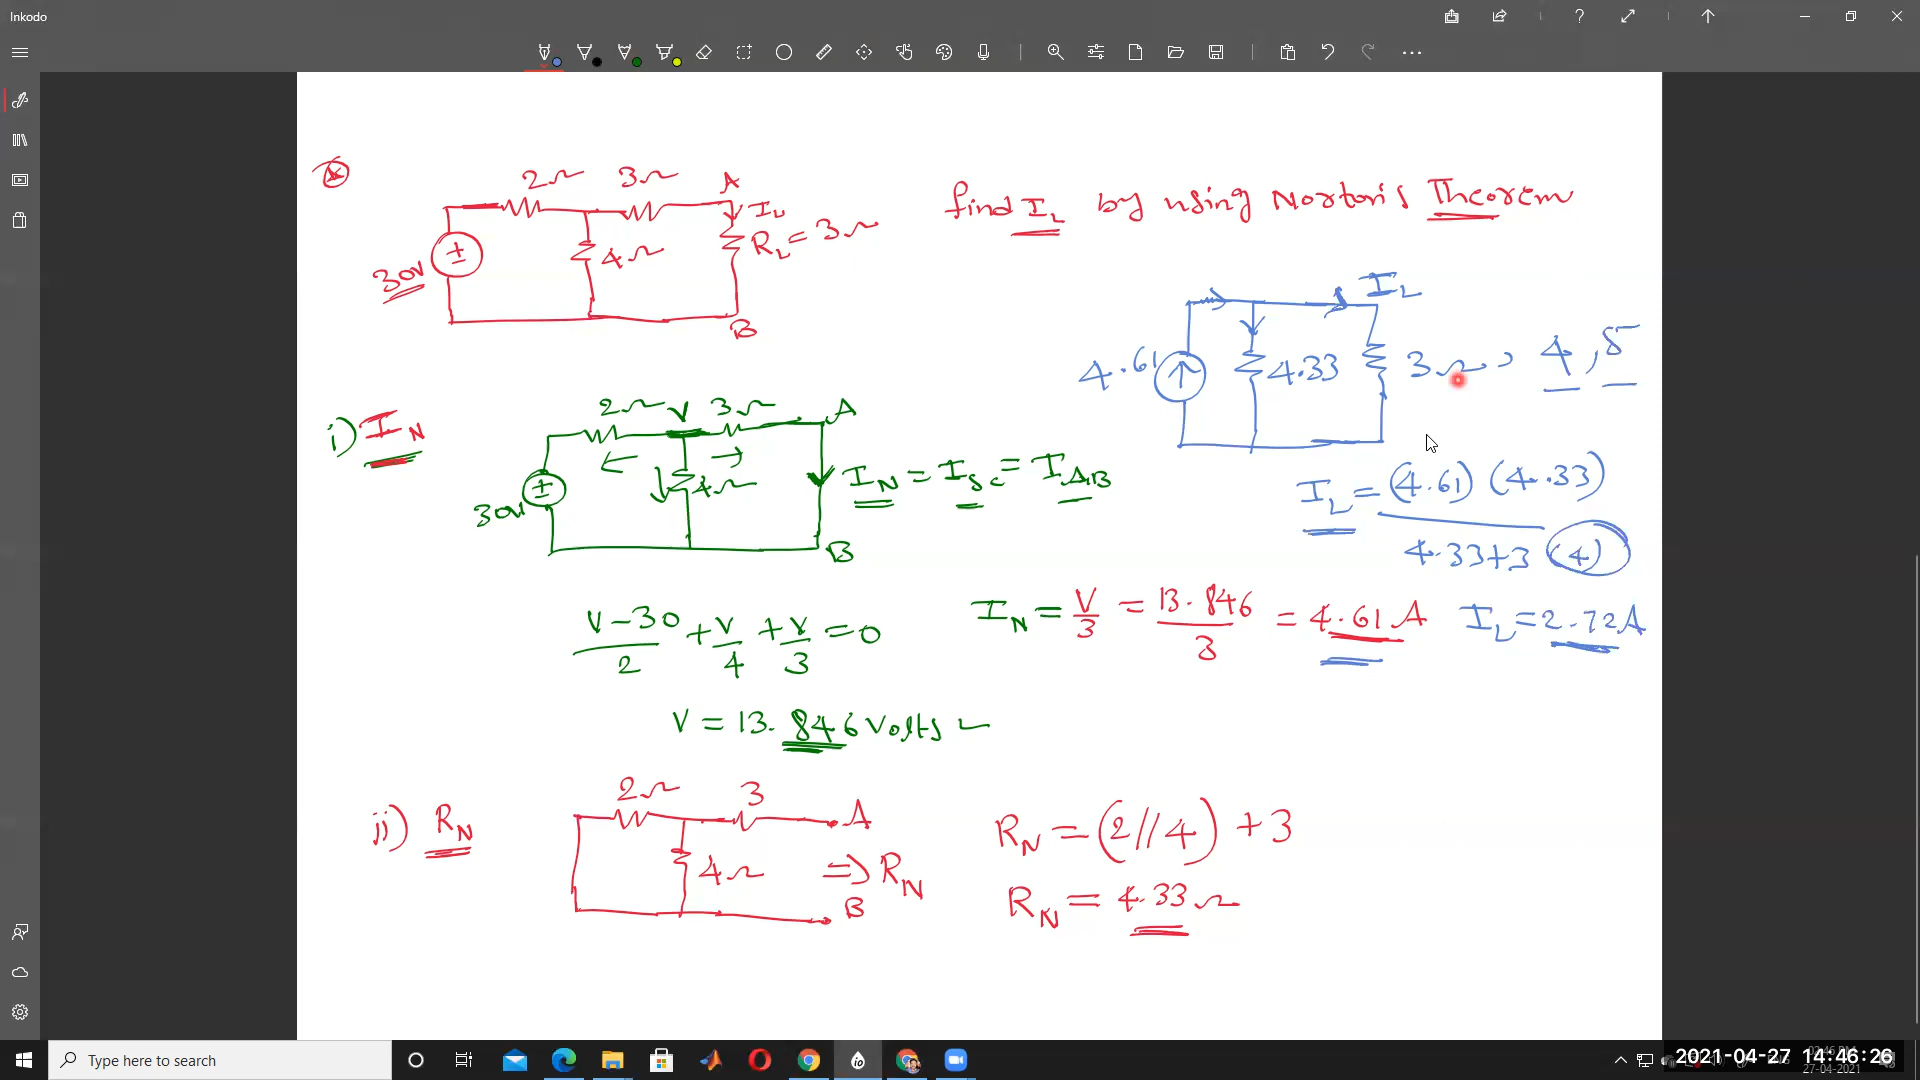 Inkodo
2Ω 3Ω A
I_L
R_L = 3Ω
4Ω
30V
B
find I_L by using Norton's Theorem
I_L
4.61 4.33 3Ω, 4, 5
i) I_N
2Ω V 3Ω A
4Ω
30V
B
I_N = I_sc = I_AB
I_L = (4.61) (4.33)
4.33+3 (4)
V-30 + V + V = 0
2 4 3
I_N = V = 13.846 = 4.61 A
3 3
I_L = 2.72A
V = 13.846 Volts
ii) R_N
2Ω 3 A
4Ω ⇒ R_N
B
R_N = (2//4) + 3
R_N = 4.33Ω
Type here to search
2021-04-27 14:46:26
27-04-2021